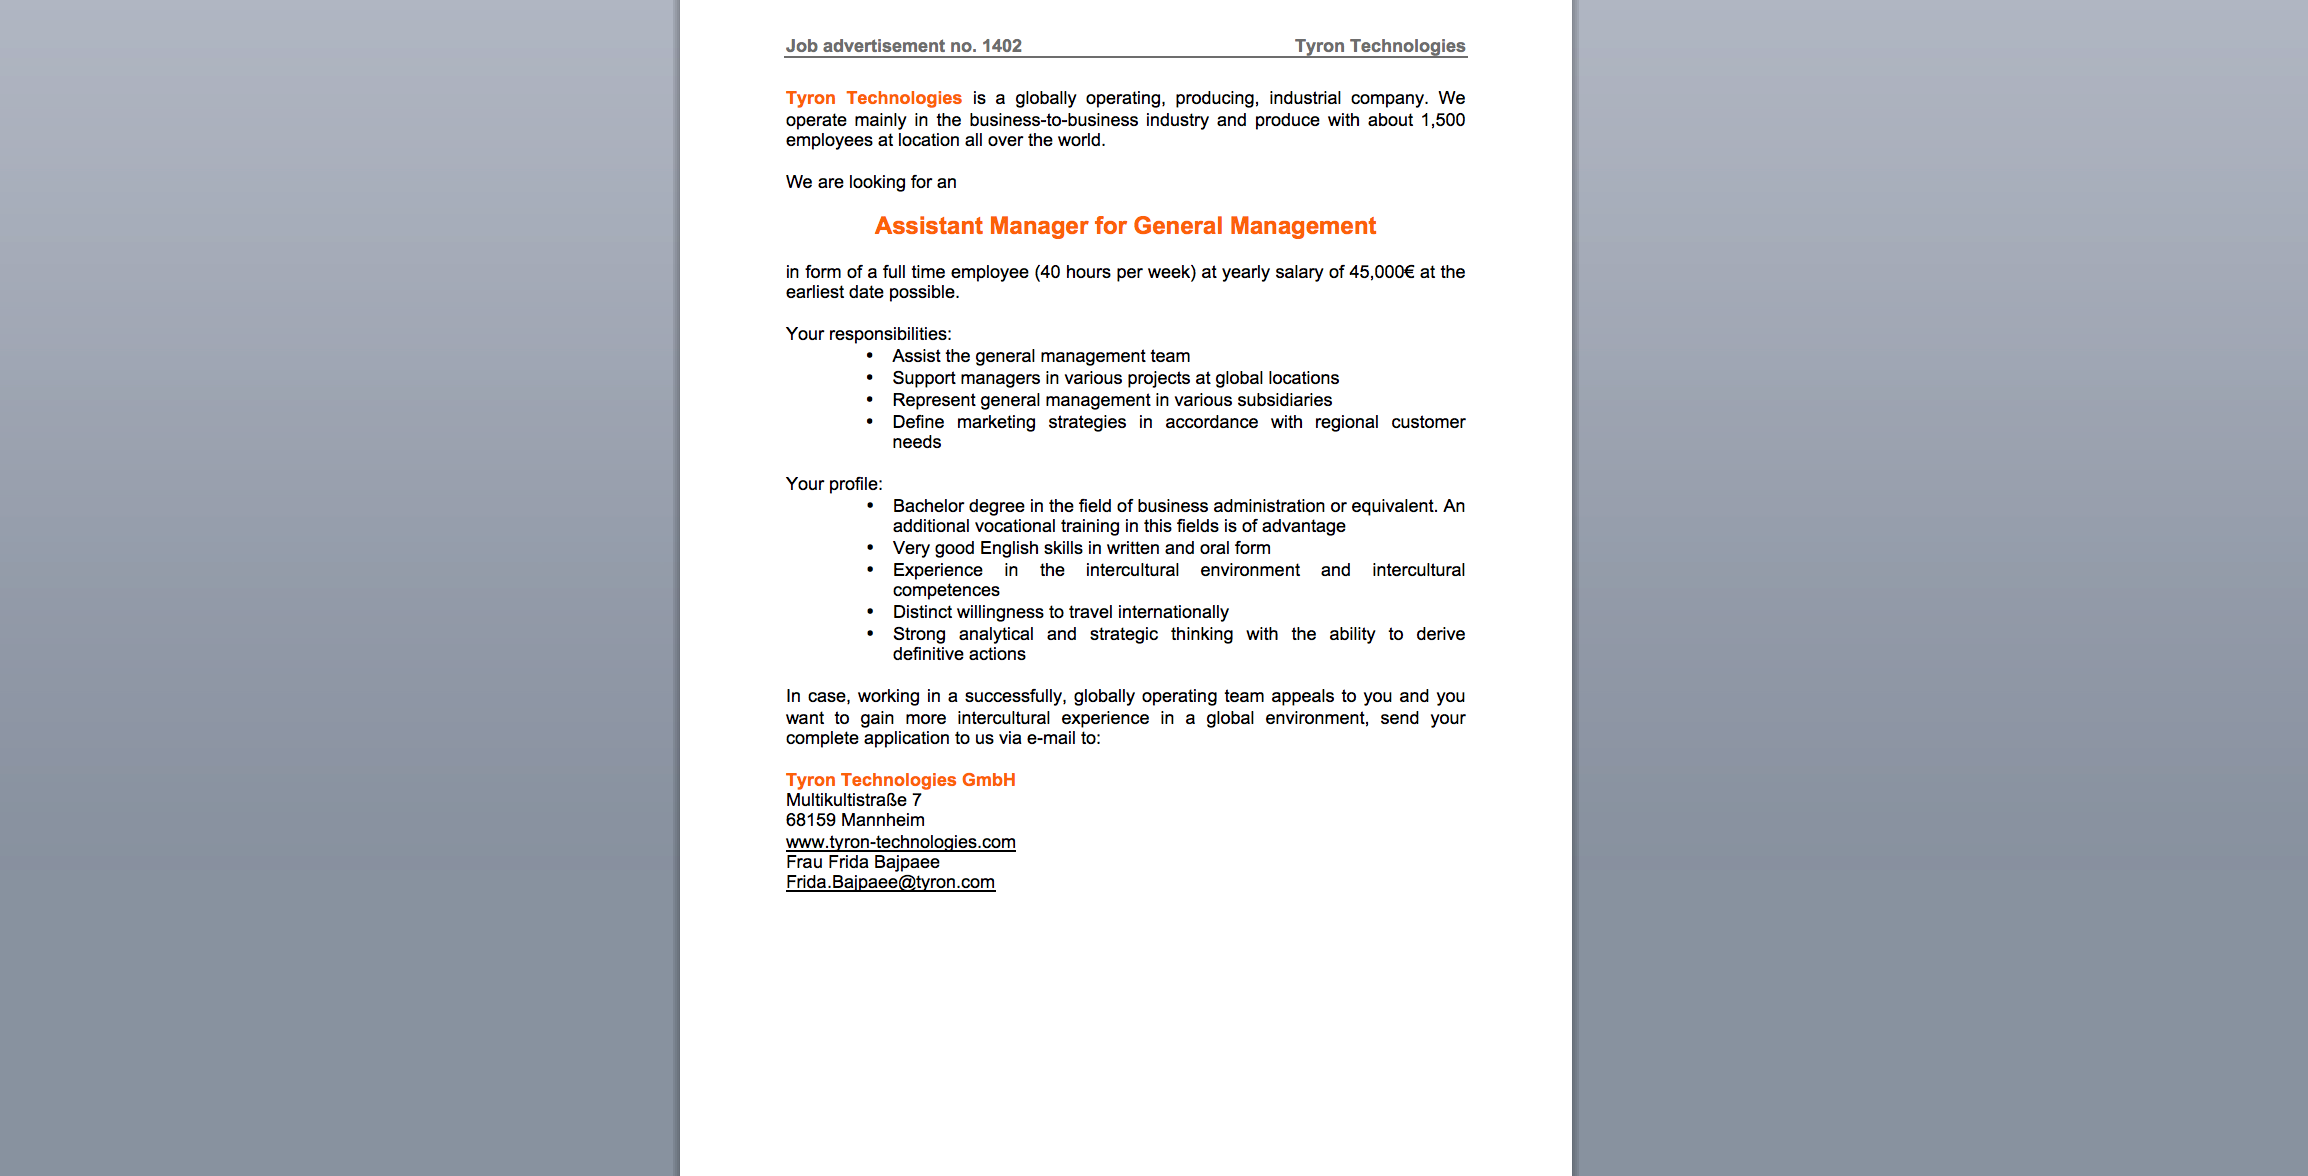 Job advertisement no. 1402 Tyron Technologies
Tyron Technologies is a globally operating, producing, industrial company. We
operate mainly in the business-to-business industry and produce with about 1,500
employees at location all over the world.
We are looking for an
Assistant Manager for General Management
in form of a full time employee (40 hours per week) at yearly salary of 45,000€ at the
earliest date possible.
Your responsibilities:
• Assist the general management team
• Support managers in various projects at global locations
• Represent general management in various subsidiaries
• Define marketing strategies in accordance with regional customer
needs
Your profile:
• Bachelor degree in the field of business administration or equivalent. An
additional vocational training in this fields is of advantage
• Very good English skills in written and oral form
• Experience in the intercultural environment and intercultural
competences
• Distinct willingness to travel internationally
• Strong analytical and strategic thinking with the ability to derive
definitive actions
In case, working in a successfully, globally operating team appeals to you and you
want to gain more intercultural experience in a global environment, send your
complete application to us via e-mail to:
Tyron Technologies GmbH
Multikultistraße 7
68159 Mannheim
www.tyron-technologies.com
Frau Frida Bajpaee
Frida.Bajpaee@tyron.com